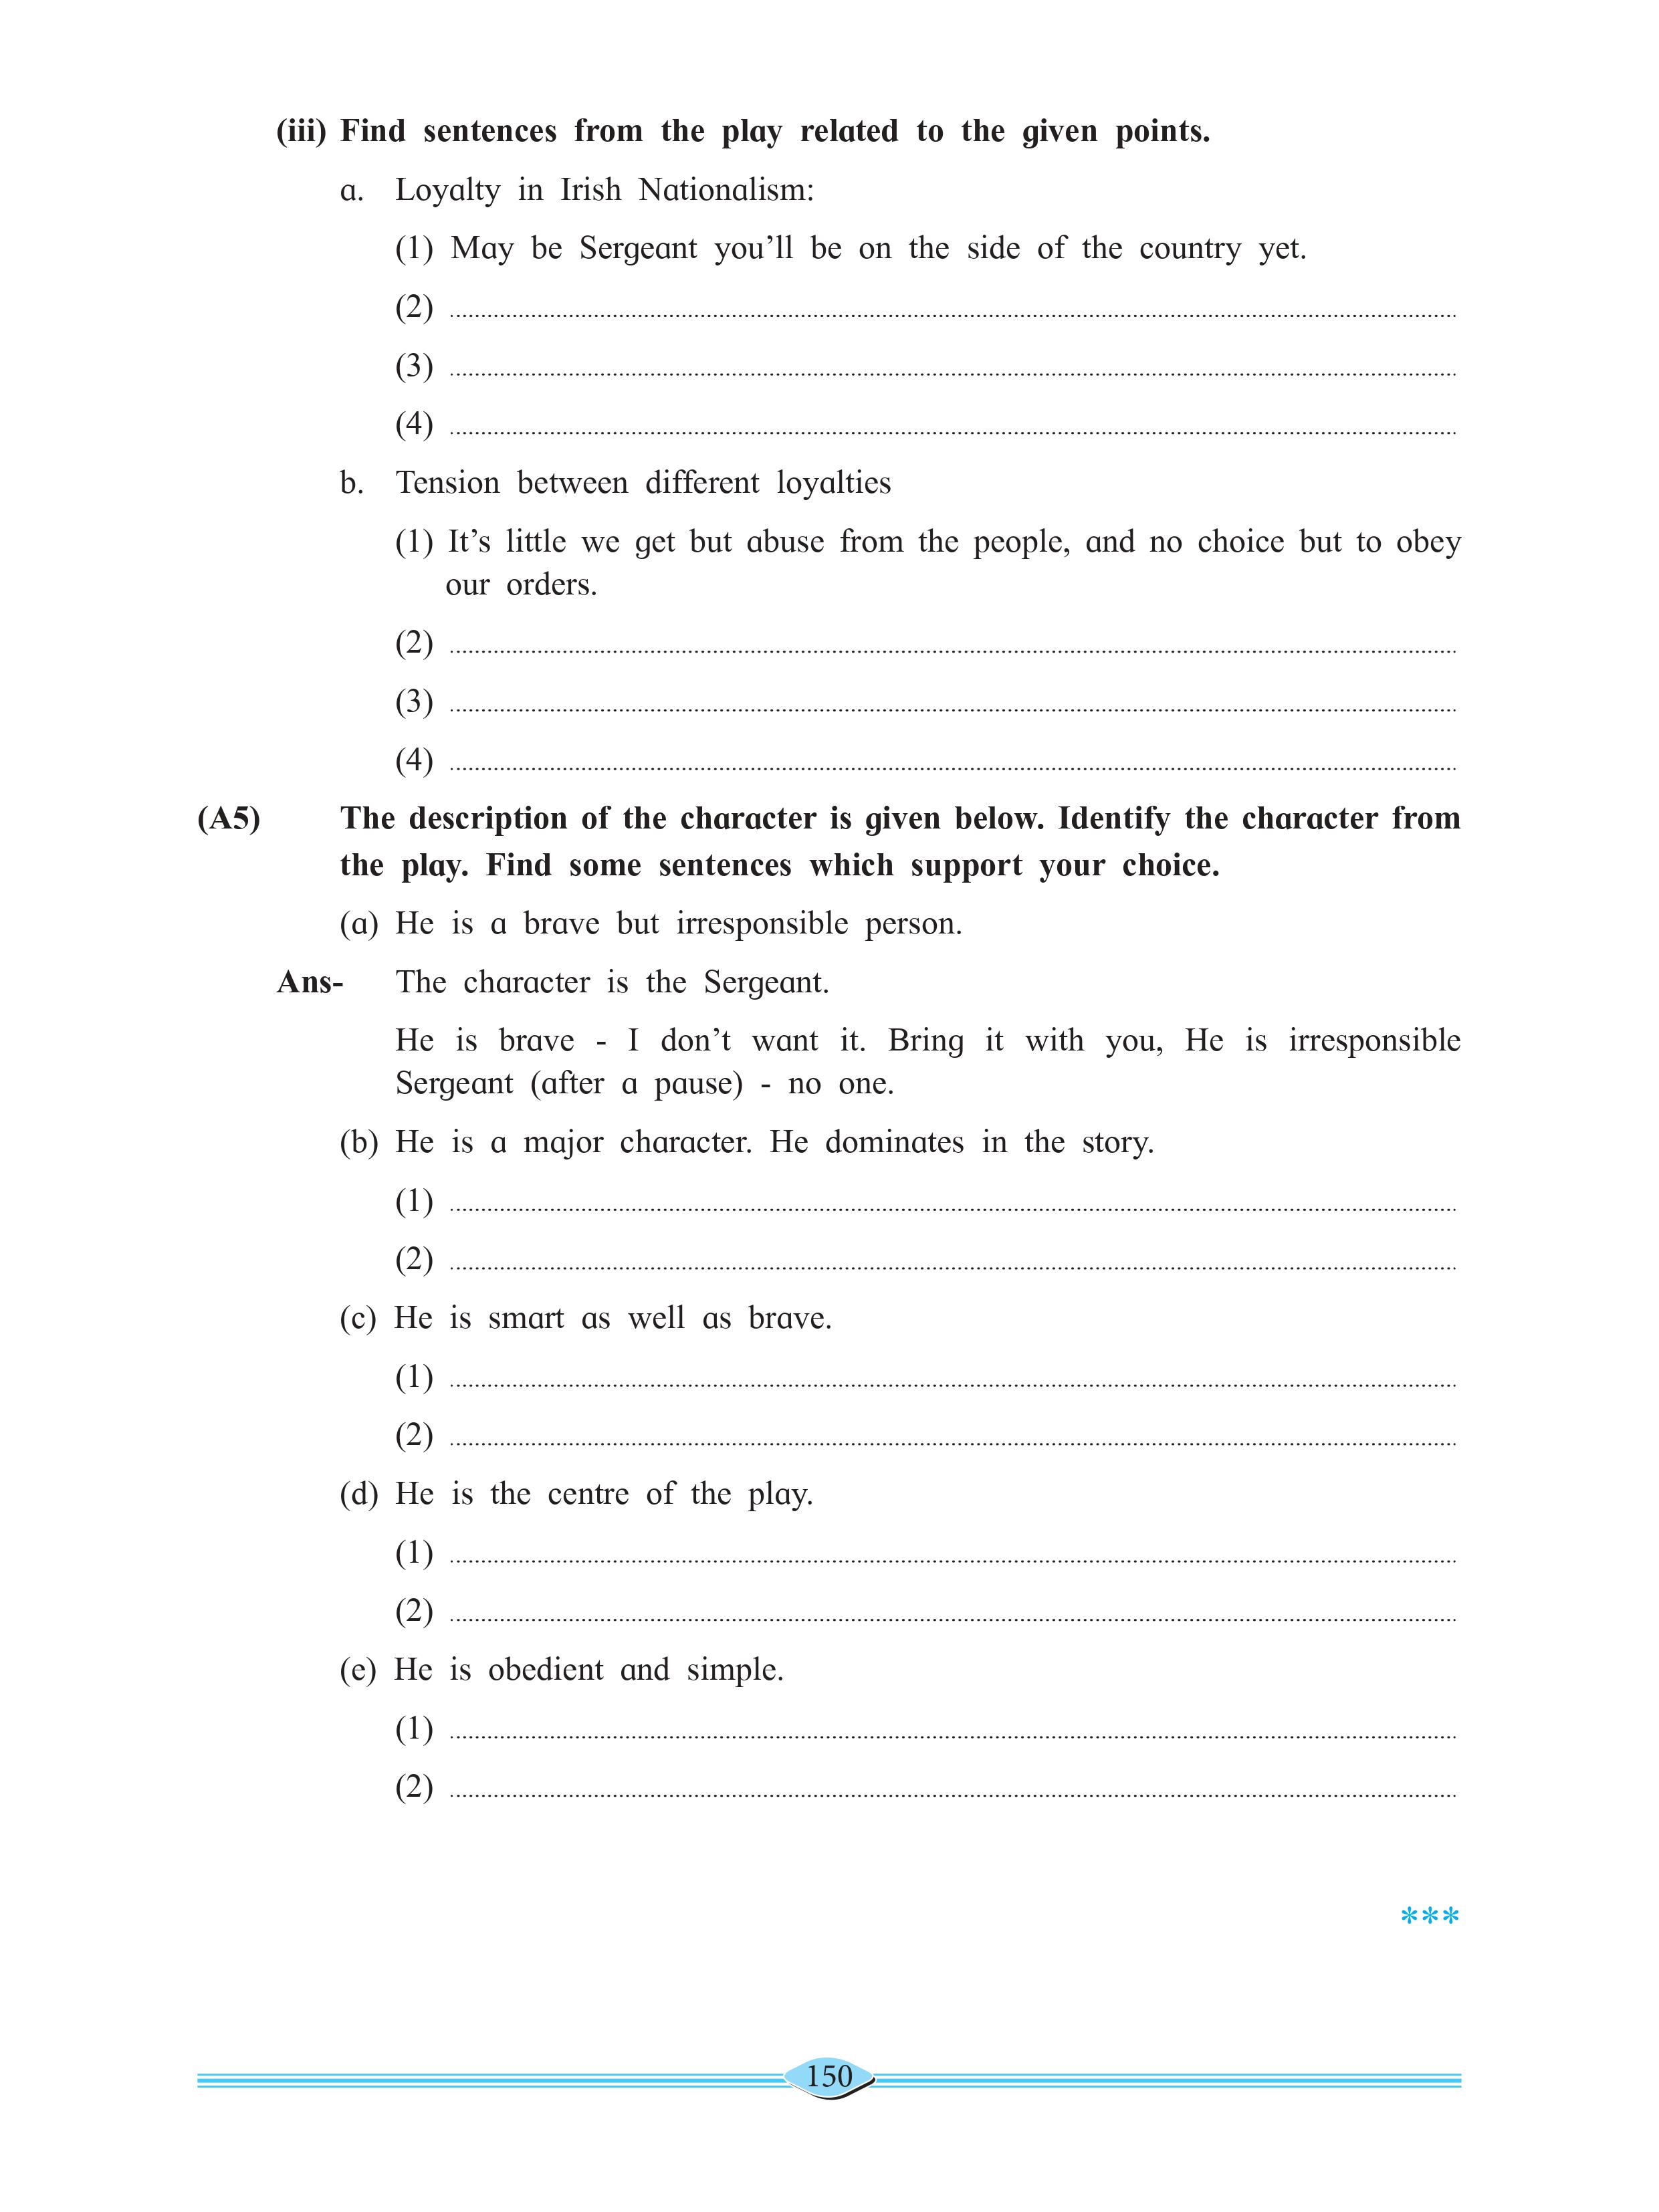 (iii) Find sentences from the play related to the given points.
a. Loyalty in Irish Nationalism:
(1) May be Sergeant you’ll be on the side of the country yet.
(2) ....................
(3) ....................
(4) ....................
b. Tension between different loyalties
(1) It’s little we get but abuse from the people, and no choice but to obey
our orders.
(2) ....................
(3) ....................
(4) ....................
(A5) The description of the character is given below. Identify the character from
the play. Find some sentences which support your choice.
(a) He is a brave but irresponsible person.
Ans- The character is the Sergeant.
He is brave - I don’t want it. Bring it with you, He is irresponsible
Sergeant (after a pause) - no one.
(b) He is a major character. He dominates in the story.
(1) ....................
(2) ....................
(c) He is smart as well as brave.
(1) ....................
(2) ....................
(d) He is the centre of the play.
(1) ....................
(2) ....................
(e) He is obedient and simple.
(1) ....................
(2) ....................
***
150